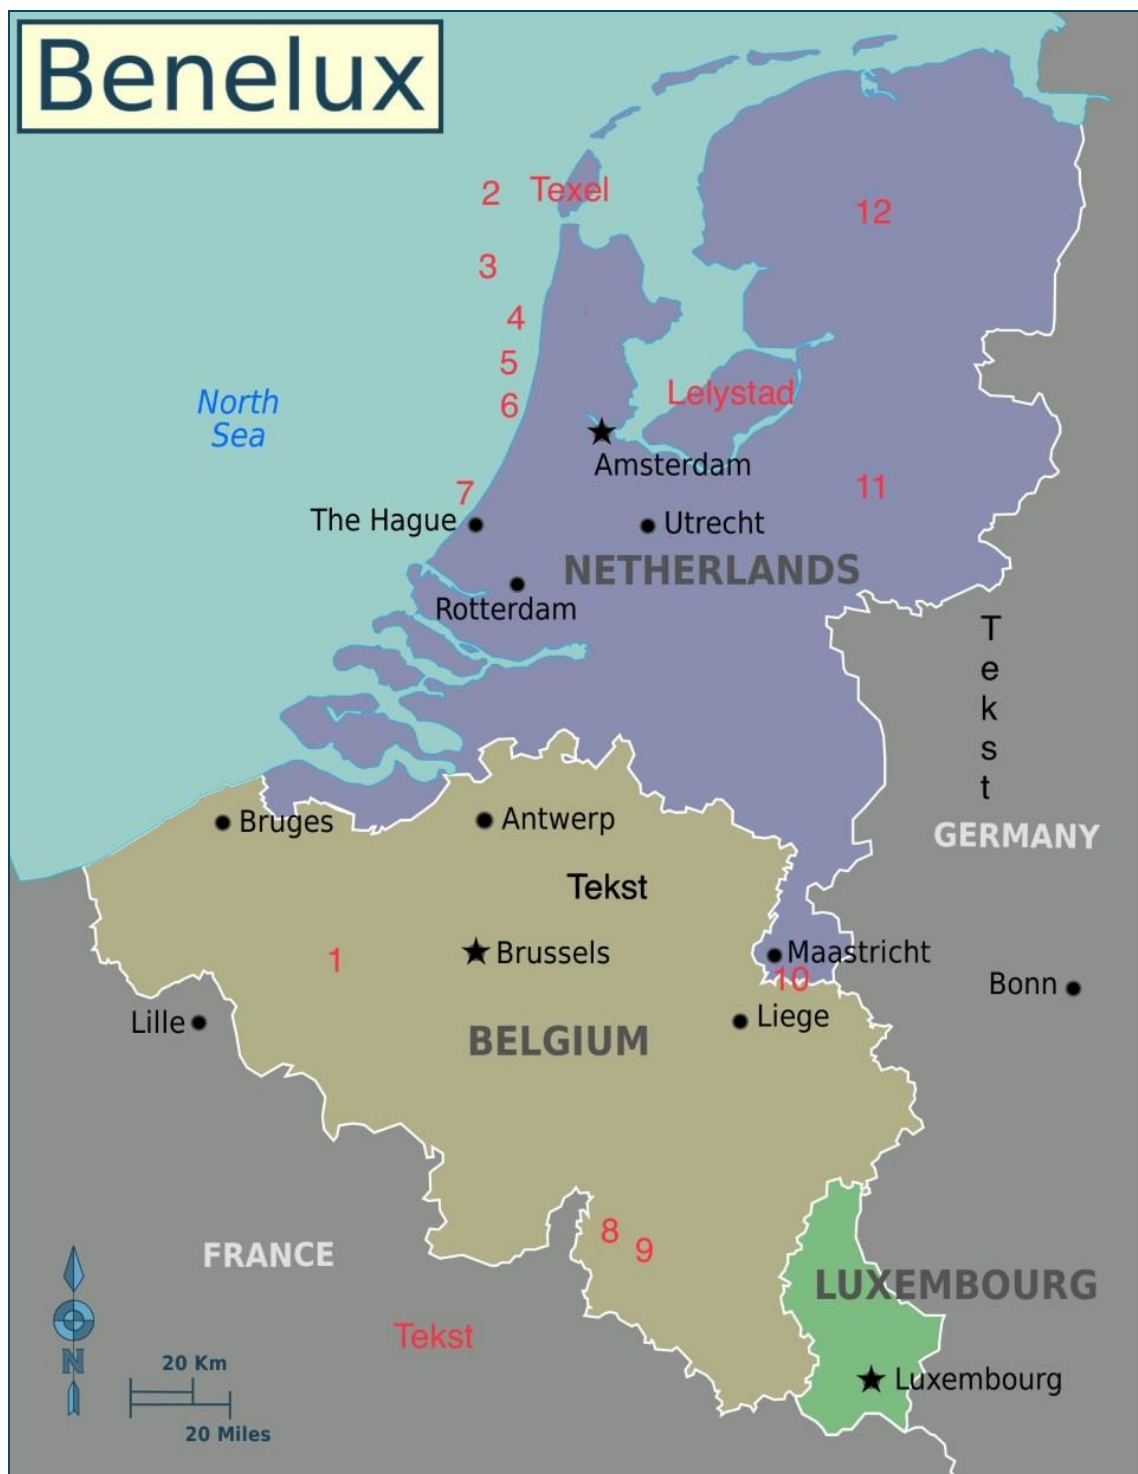 Benelux
2
Texel
12
3
4
5
6
Lelystad
North
Sea
Amsterdam
7
11
The Hague
Utrecht
NETHERLANDS
Rotterdam
T
e
k
s
t
Bruges
Antwerp
GERMANY
Tekst
1
Brussels
Maastricht
10
Bonn
Lille
Liege
BELGIUM
8
9
FRANCE
LUXEMBOURG
Tekst
N
20 Km
20 Miles
Luxembourg